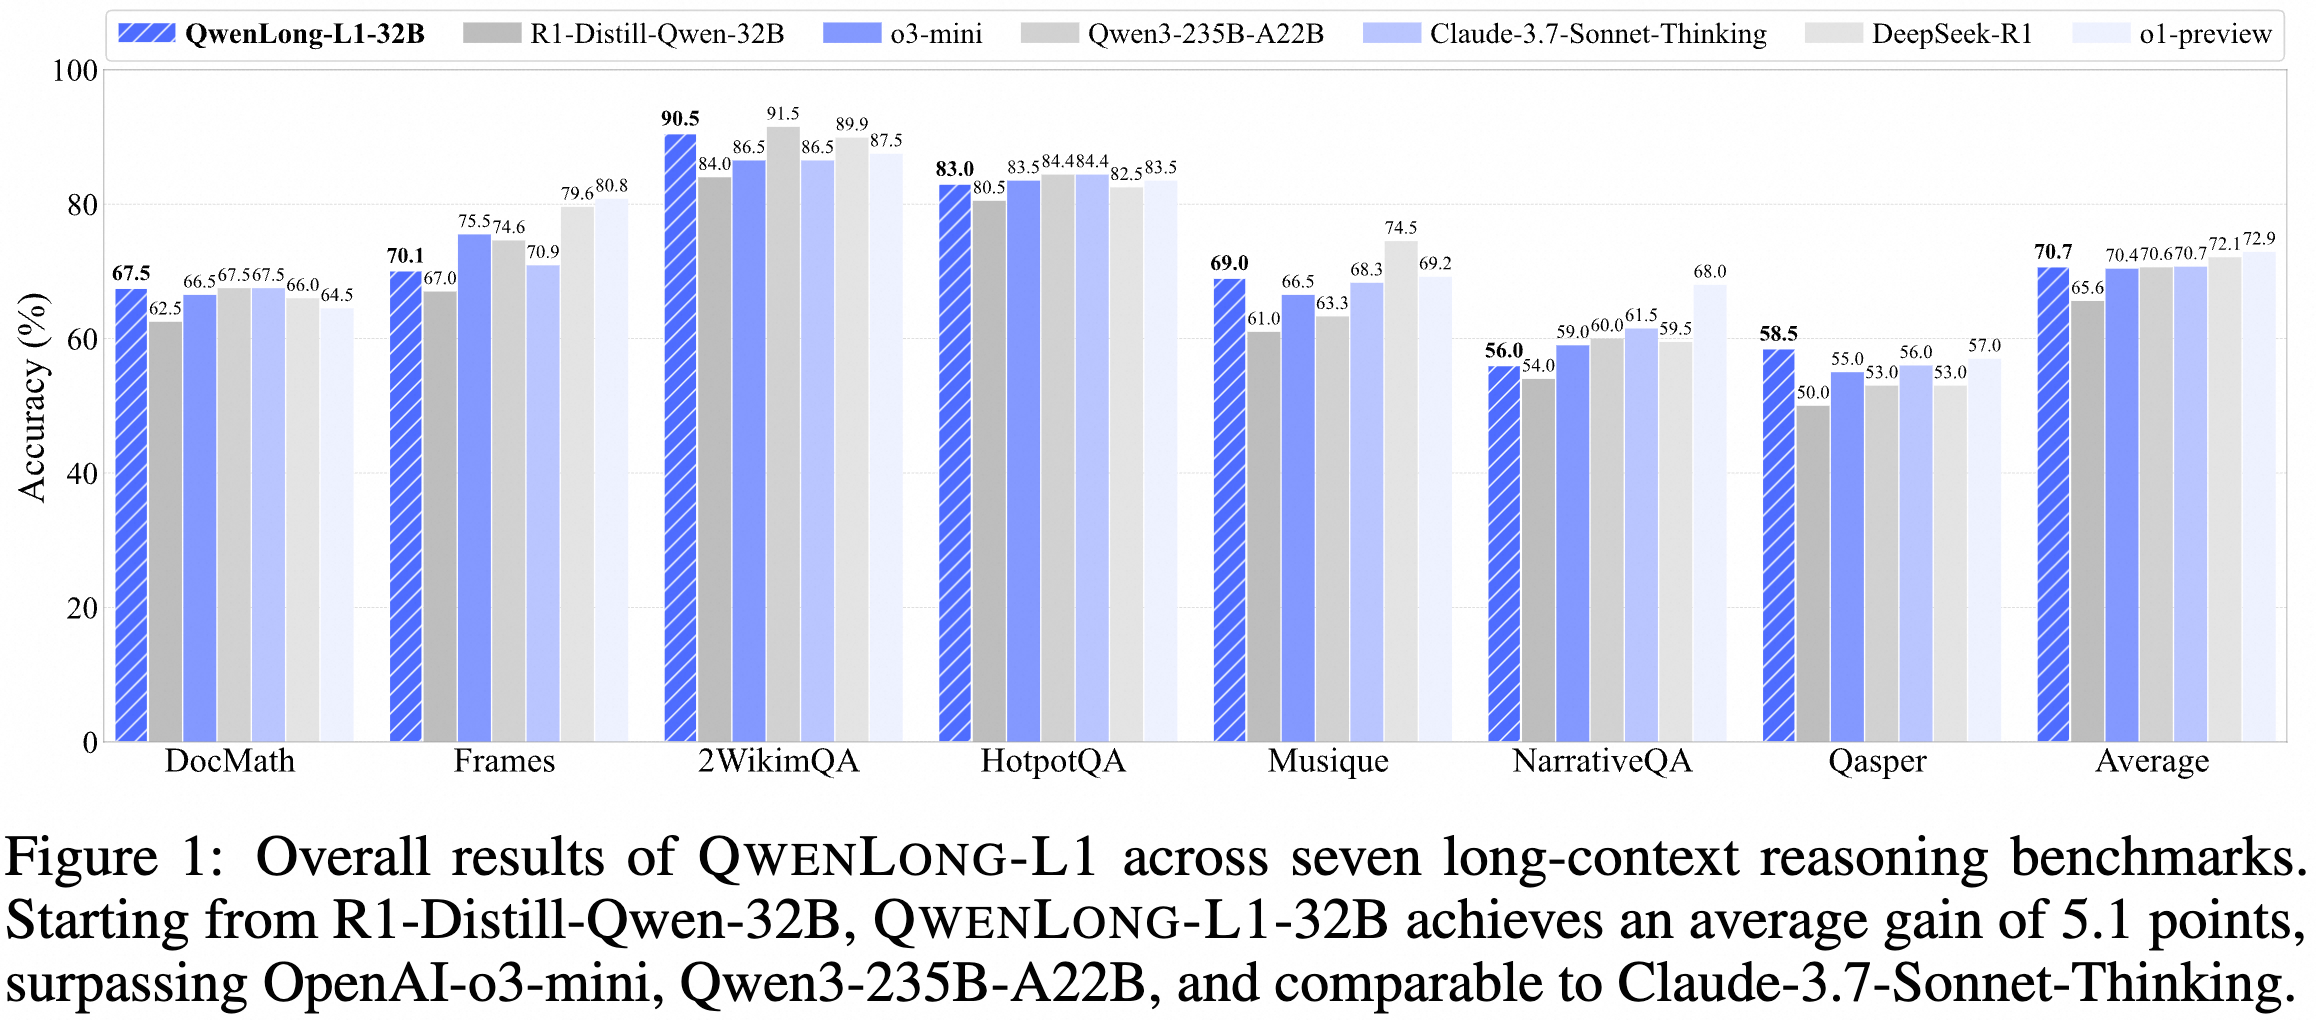 QwenLong-L1-32B R1-Distill-Qwen-32B o3-mini Qwen3-235B-A22B Claude-3.7-Sonnet-Thinking DeepSeek-R1 o1-preview
Accuracy (%)
100
80
60
40
20
0
67.5 62.5 66.5 67.5 67.5 66.0 64.5
70.1 67.0 75.5 74.6 70.9 79.6 80.8
90.5 84.0 86.5 91.5 86.5 89.9 87.5
83.0 80.5 83.5 84.4 84.4 82.5 83.5
69.0 61.0 66.5 63.3 68.3 74.5 69.2
56.0 54.0 59.0 60.0 61.5 59.5 68.0
58.5 50.0 55.0 53.0 56.0 53.0 57.0
70.7 65.6 70.4 70.6 70.7 72.1 72.9
DocMath Frames 2WikimQA HotpotQA Musique NarrativeQA Qasper Average
Figure 1: Overall results of QWENLONG-L1 across seven long-context reasoning benchmarks.
Starting from R1-Distill-Qwen-32B, QWENLONG-L1-32B achieves an average gain of 5.1 points,
surpassing OpenAI-o3-mini, Qwen3-235B-A22B, and comparable to Claude-3.7-Sonnet-Thinking.